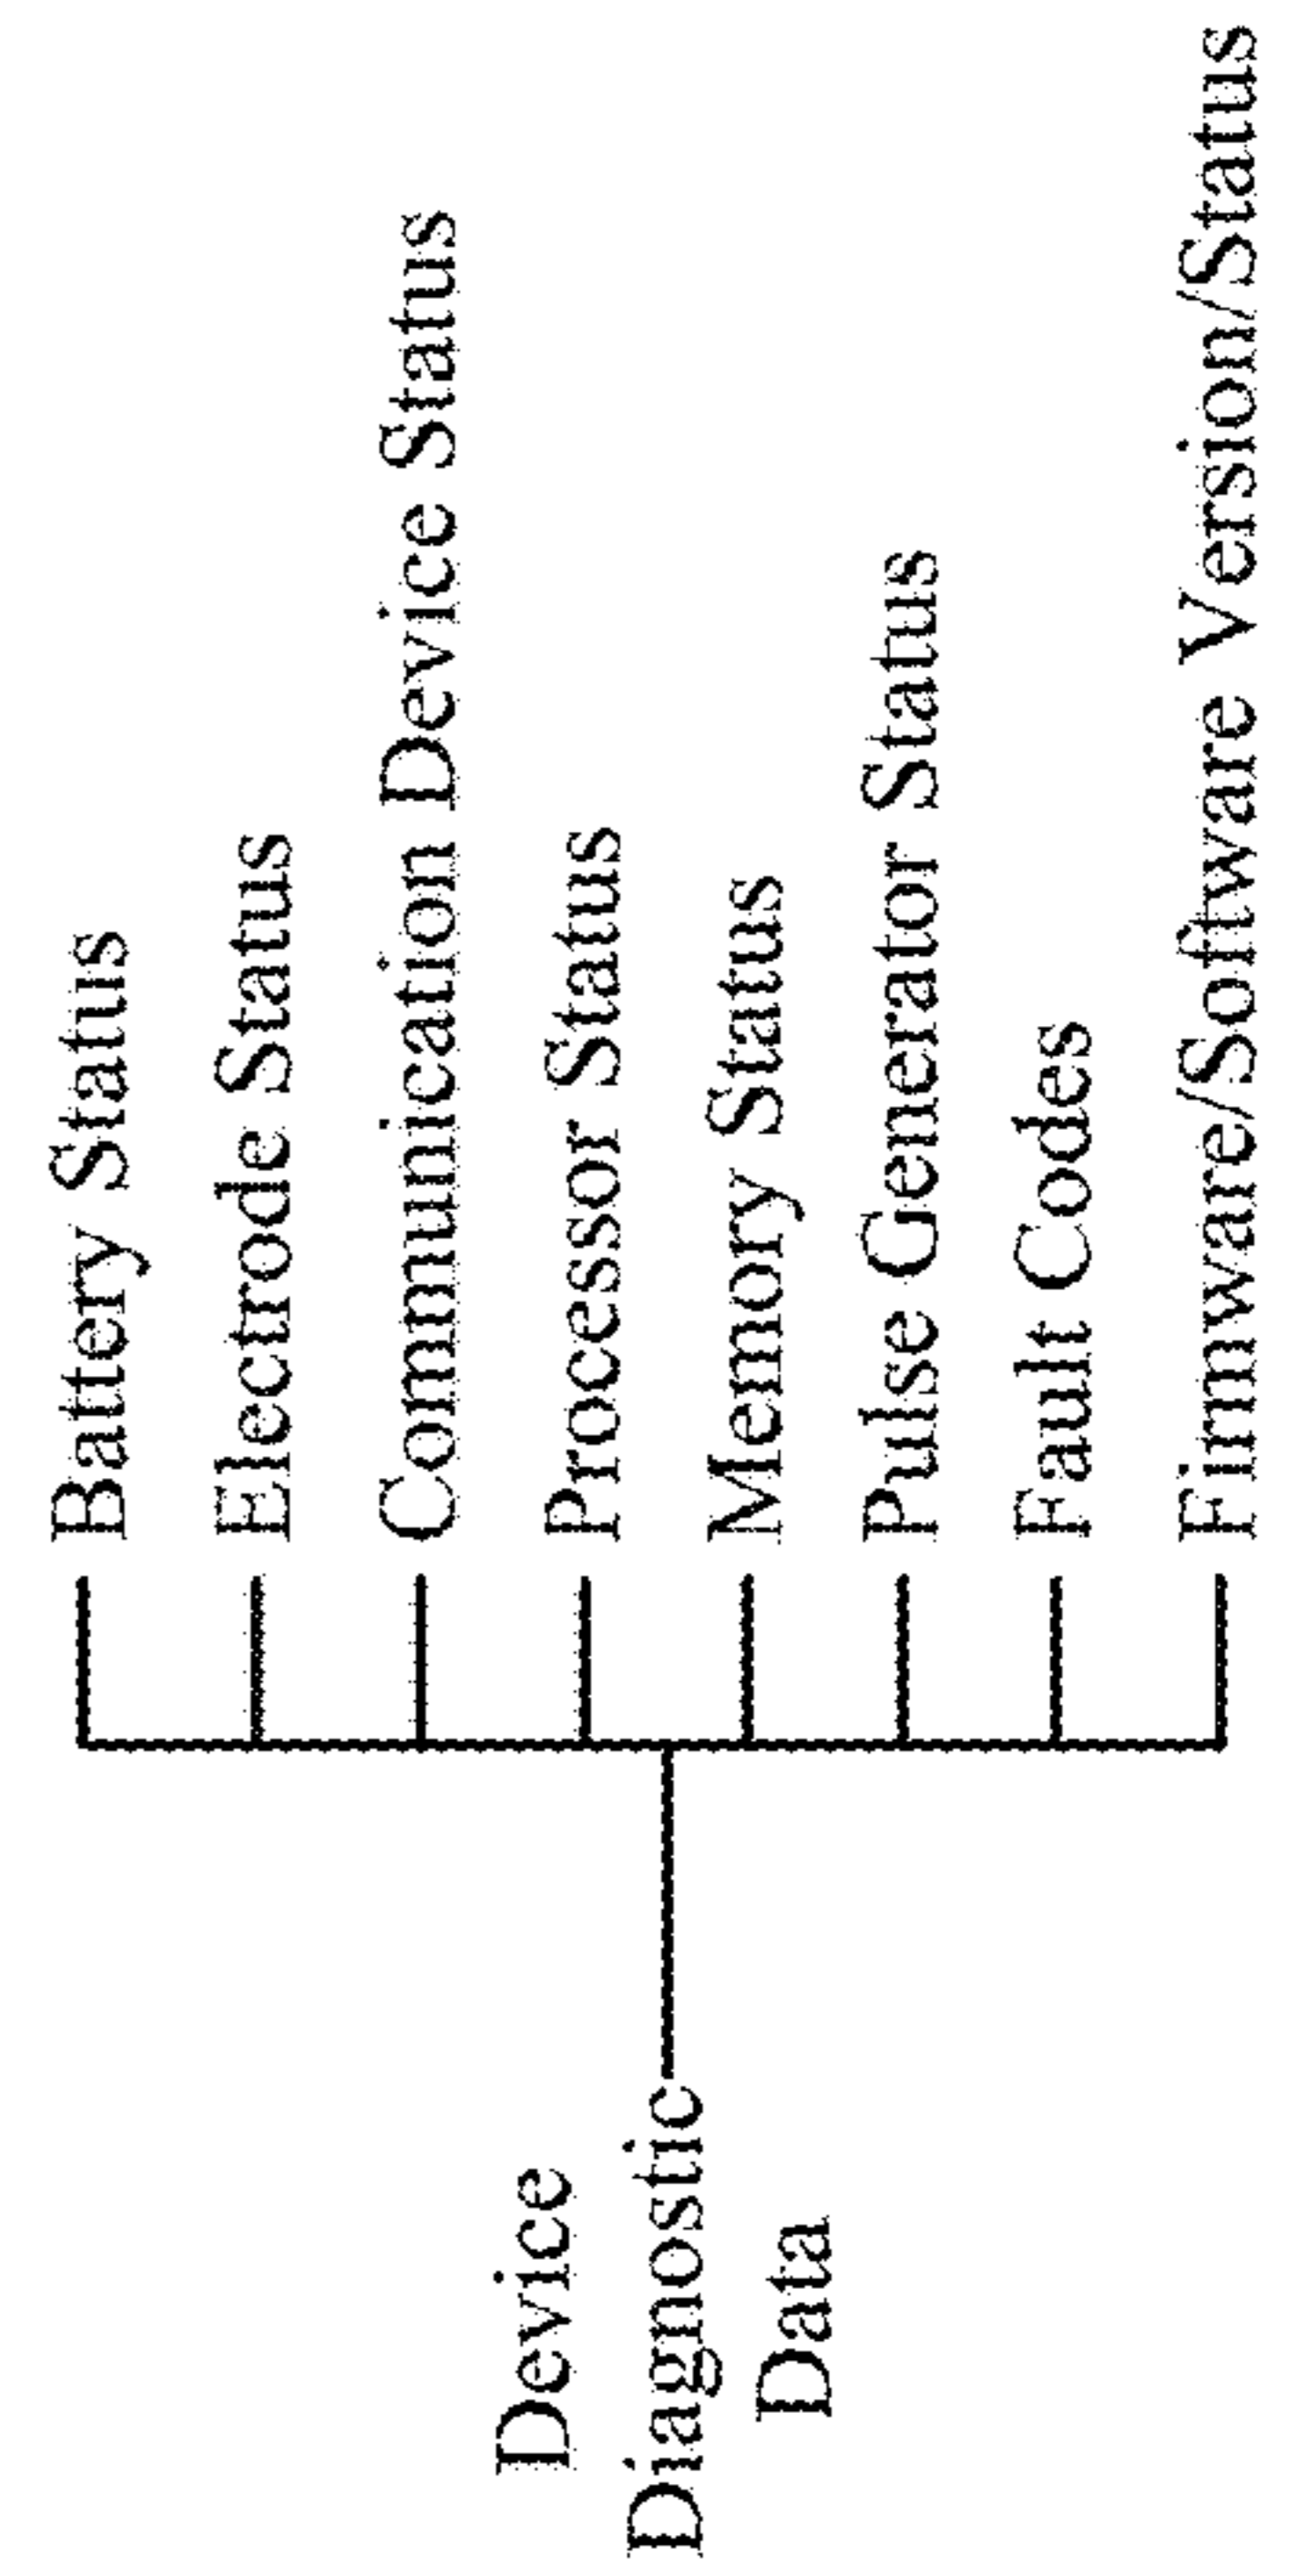 Device
Diagnostic
Data
Battery Status
Electrode Status
Communication Device Status
Processor Status
Memory Status
Pulse Generator Status
Fault Codes
Firmware/Software Version/Status